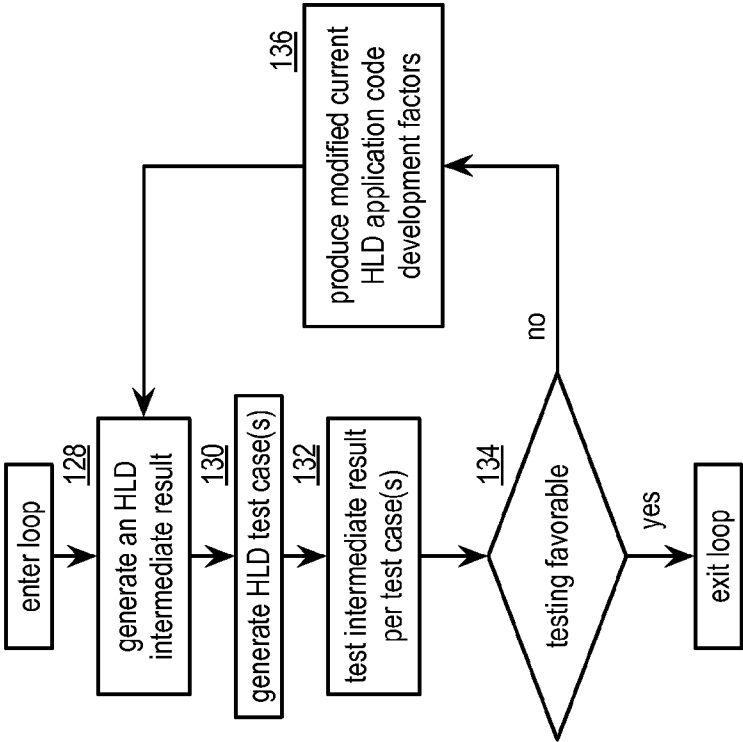 enter loop
128
generate an HLD
intermediate result
130
generate HLD test case(s)
132
test intermediate result
per test case(s)
134
testing favorable
no
136
produce modified current
HLD application code
development factors
yes
exit loop